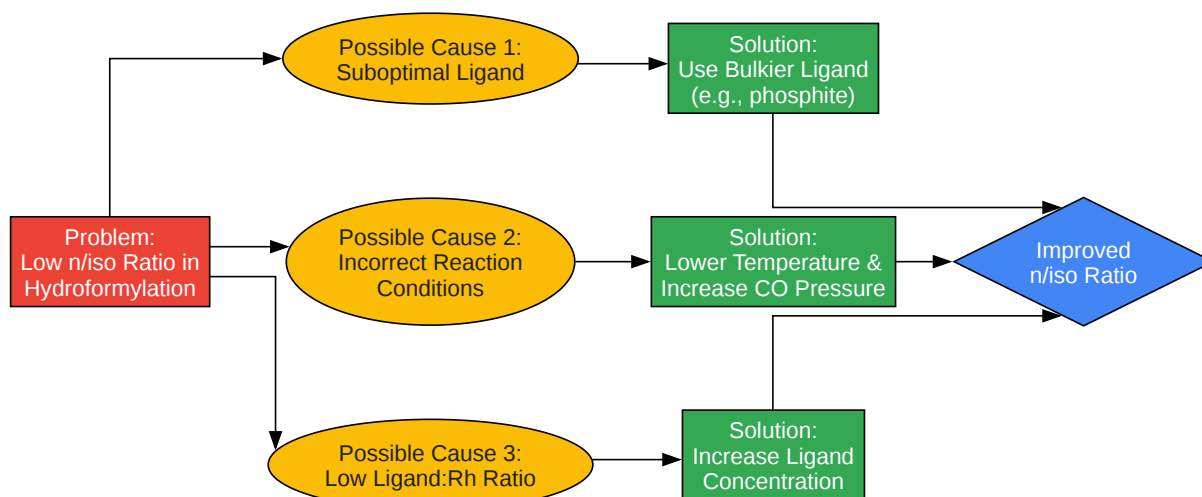 Possible Cause 1:
Suboptimal Ligand
Solution:
Use Bulkier Ligand
(e.g., phosphite)
Problem:
Low n/iso Ratio in
Hydroformylation
Possible Cause 2:
Incorrect Reaction
Conditions
Solution:
Lower Temperature &
Increase CO Pressure
Improved
n/iso Ratio
Possible Cause 3:
Low Ligand:Rh Ratio
Solution:
Increase Ligand
Concentration